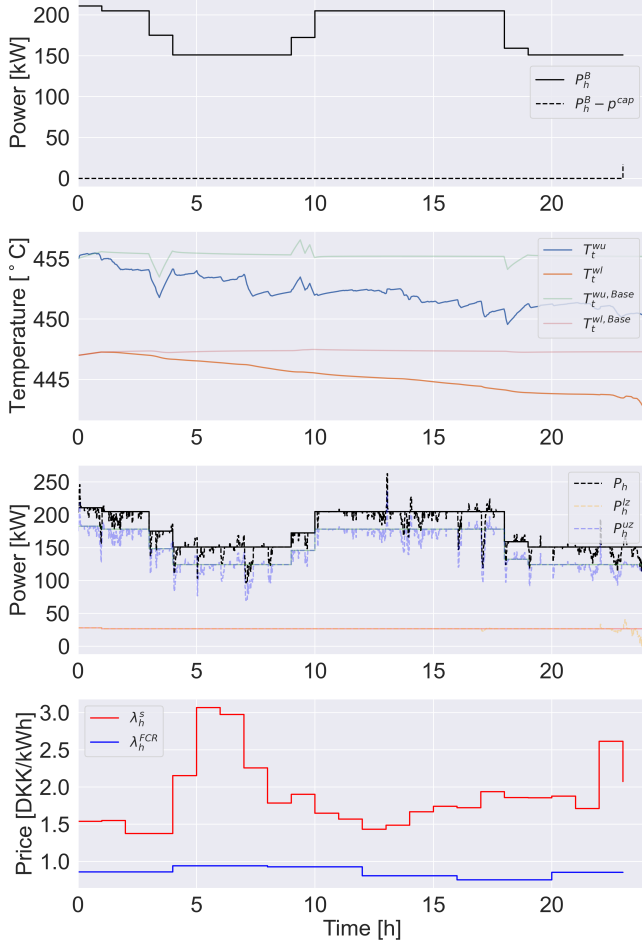 Power [kW]
200
150
100
50
0
P_h^B
P_h^B − p^{cap}
0 5 10 15 20
Temperature [°C]
455
450
445
T_t^{wu}
T_t^{wl}
T_t^{wu,Base}
T_t^{wl,Base}
0 5 10 15 20
Power [kW]
250
200
150
100
50
0
P_h
P_h^{lz}
P_h^{uz}
0 5 10 15 20
Price [DKK/kWh]
3.0
2.5
2.0
1.5
1.0
λ_h^s
λ_h^{FCR}
0 5 10 15 20
Time [h]